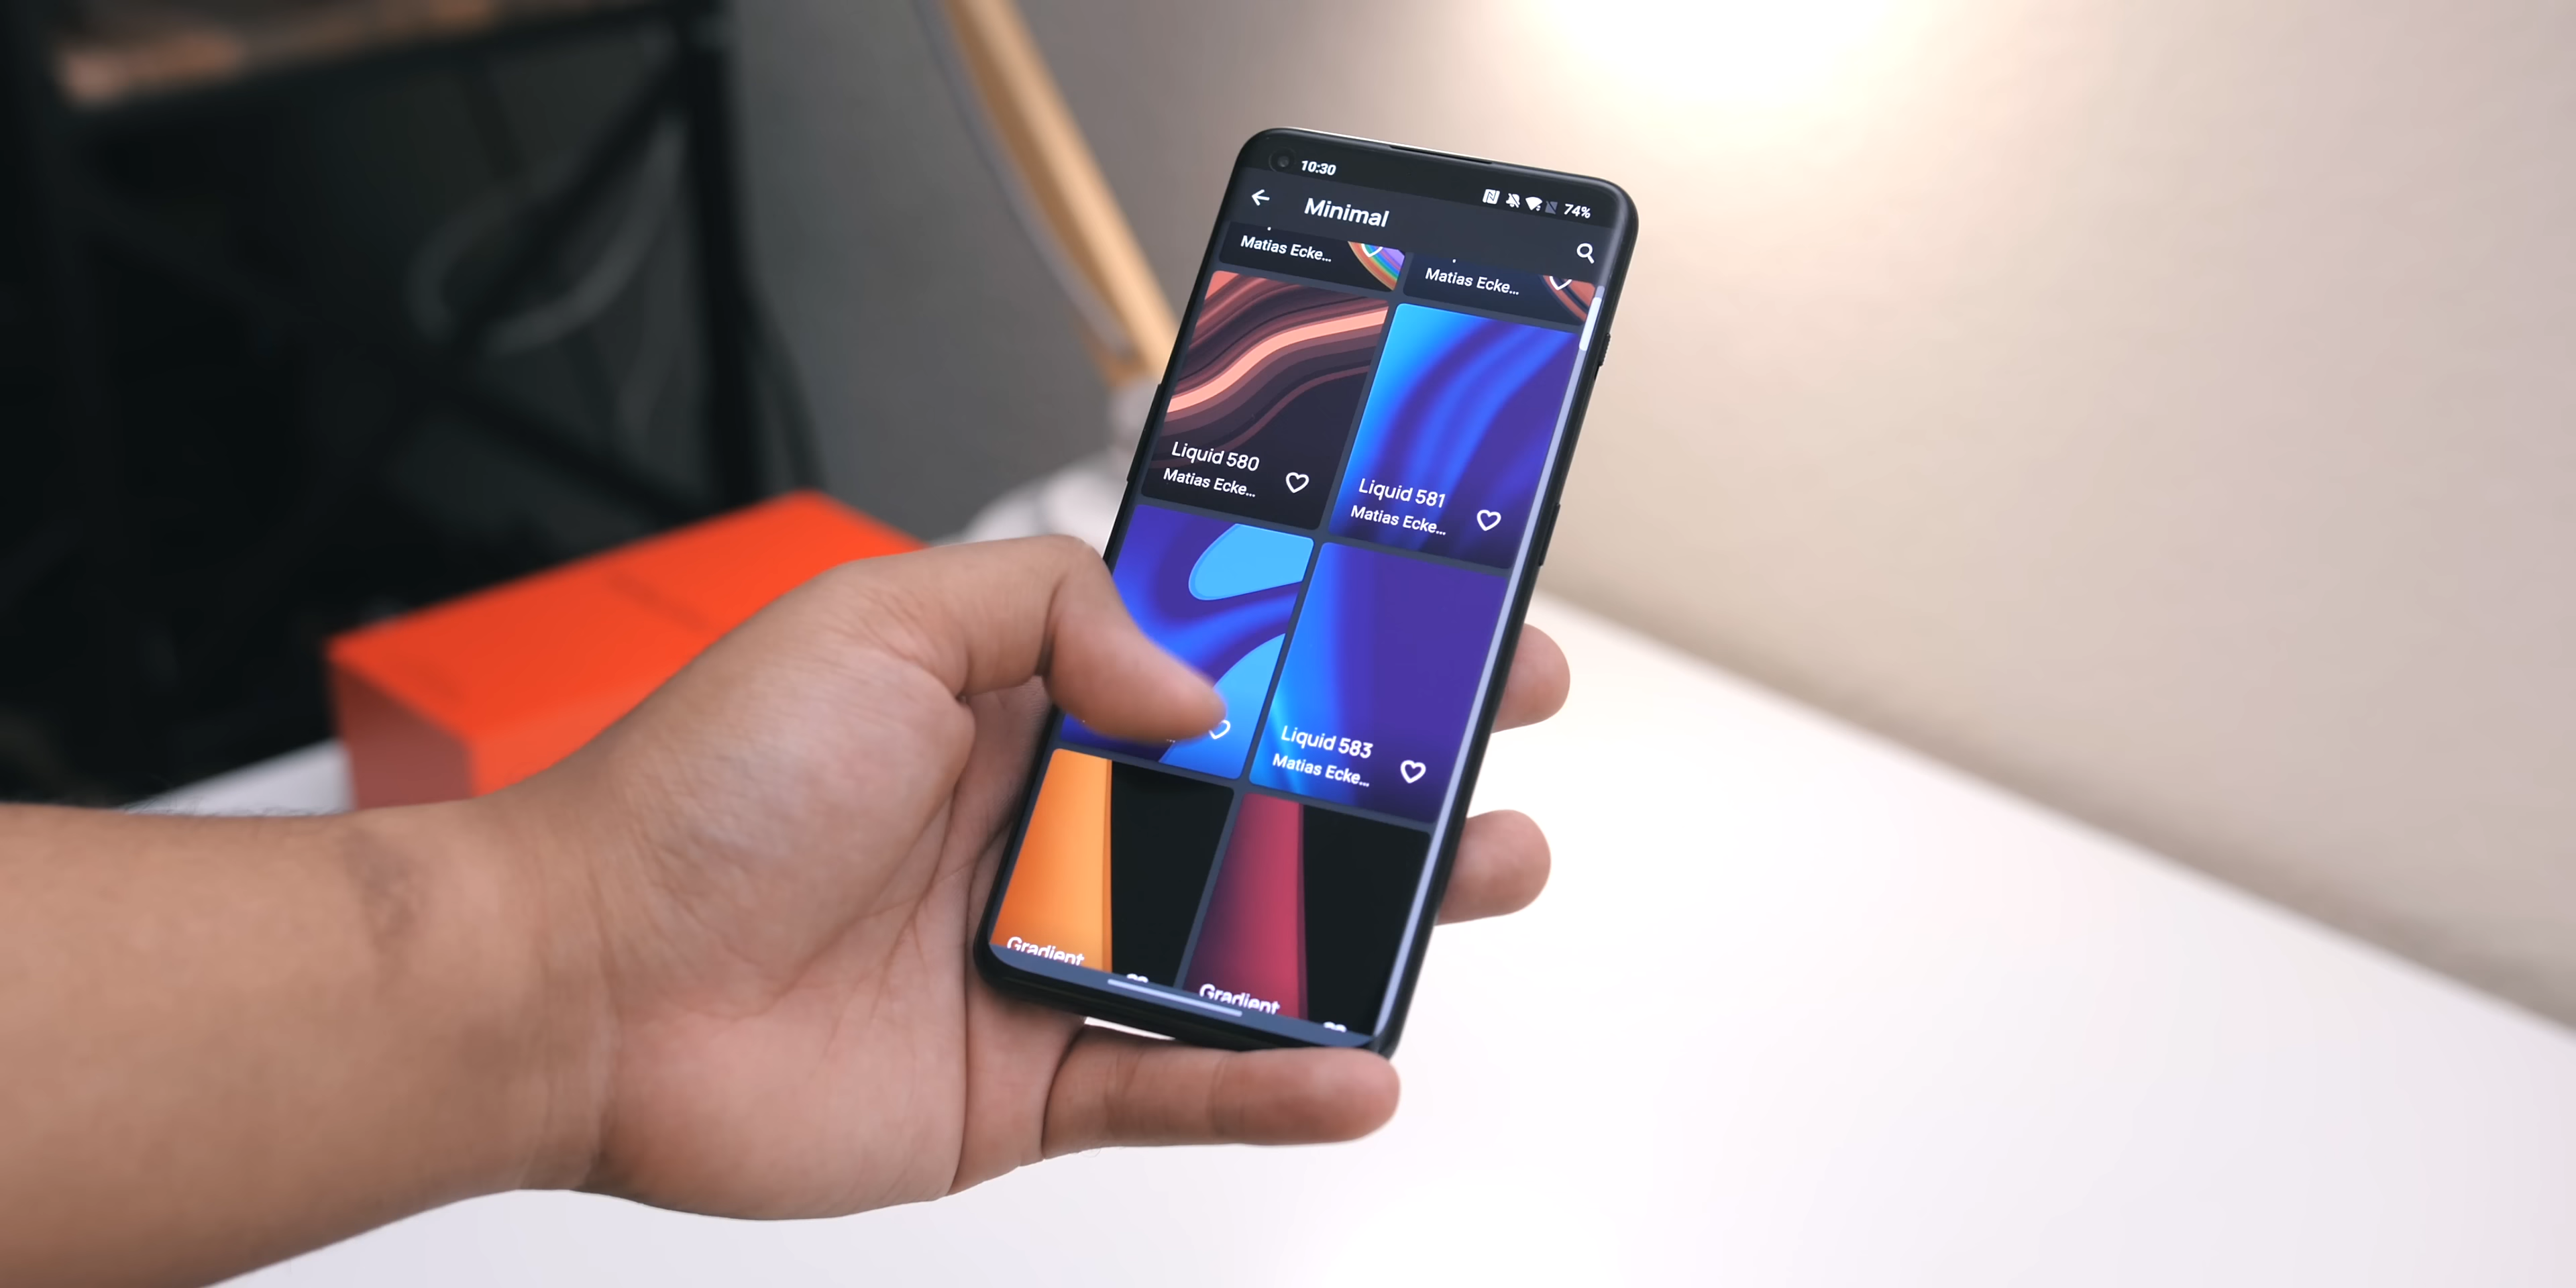 10:30
74%
Minimal
Matias Ecke...
Matias Ecke...
Liquid 580
Matias Ecke...
Liquid 581
Matias Ecke...
...
Liquid 583
Matias Ecke...
Gradient
Gradient